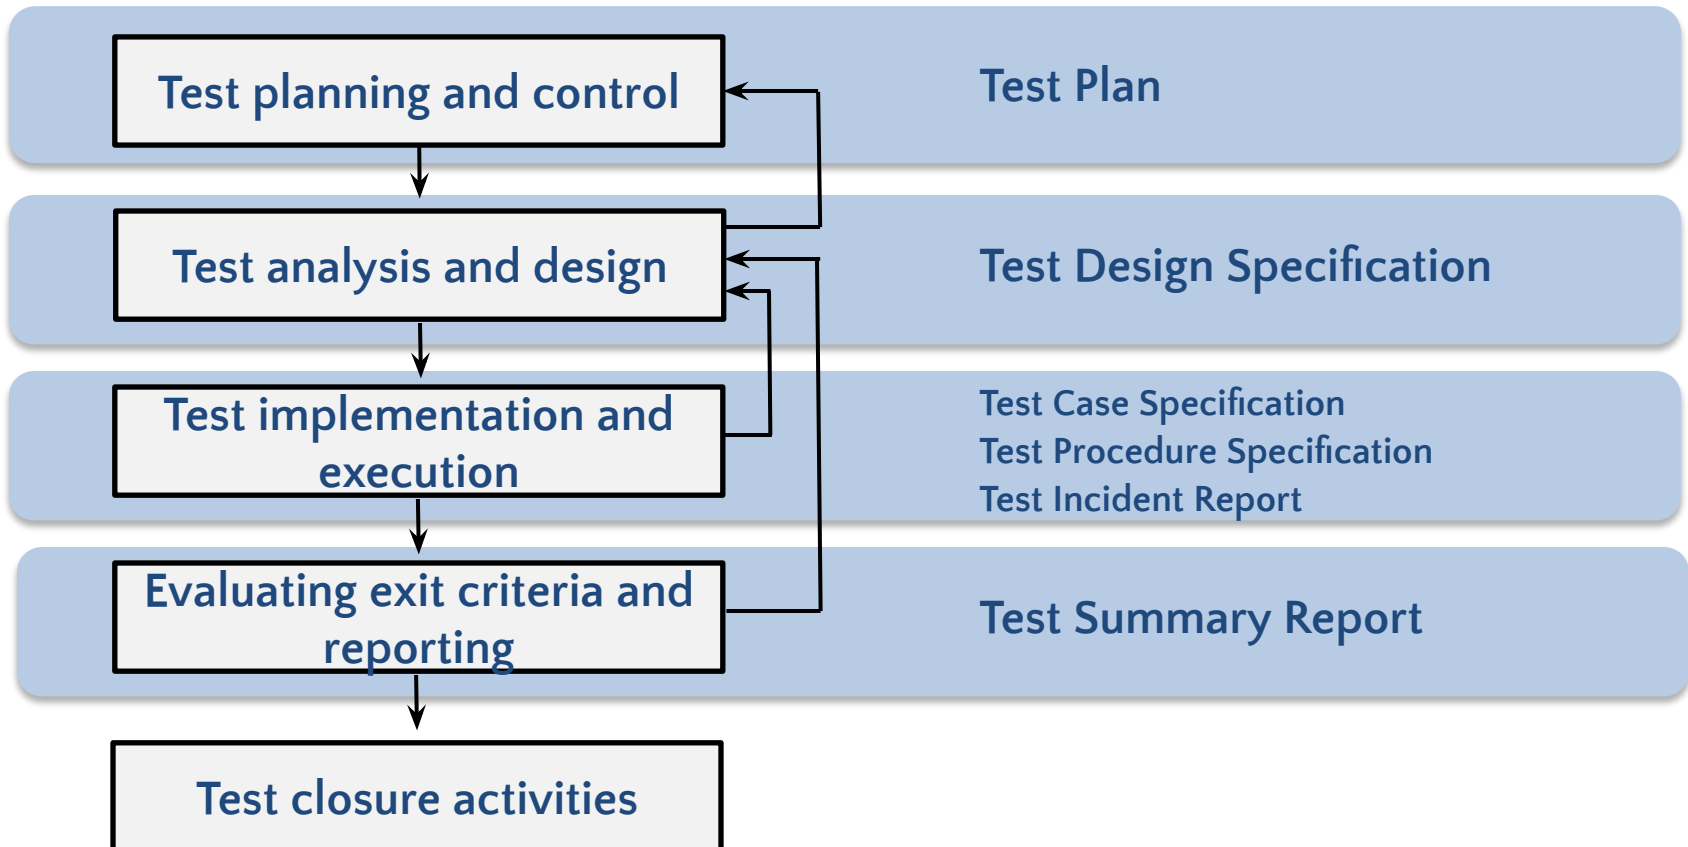 Test planning and control
Test Plan
Test analysis and design
Test Design Specification
Test implementation and
execution
Test Case Specification
Test Procedure Specification
Test Incident Report
Evaluating exit criteria and
reporting
Test Summary Report
Test closure activities